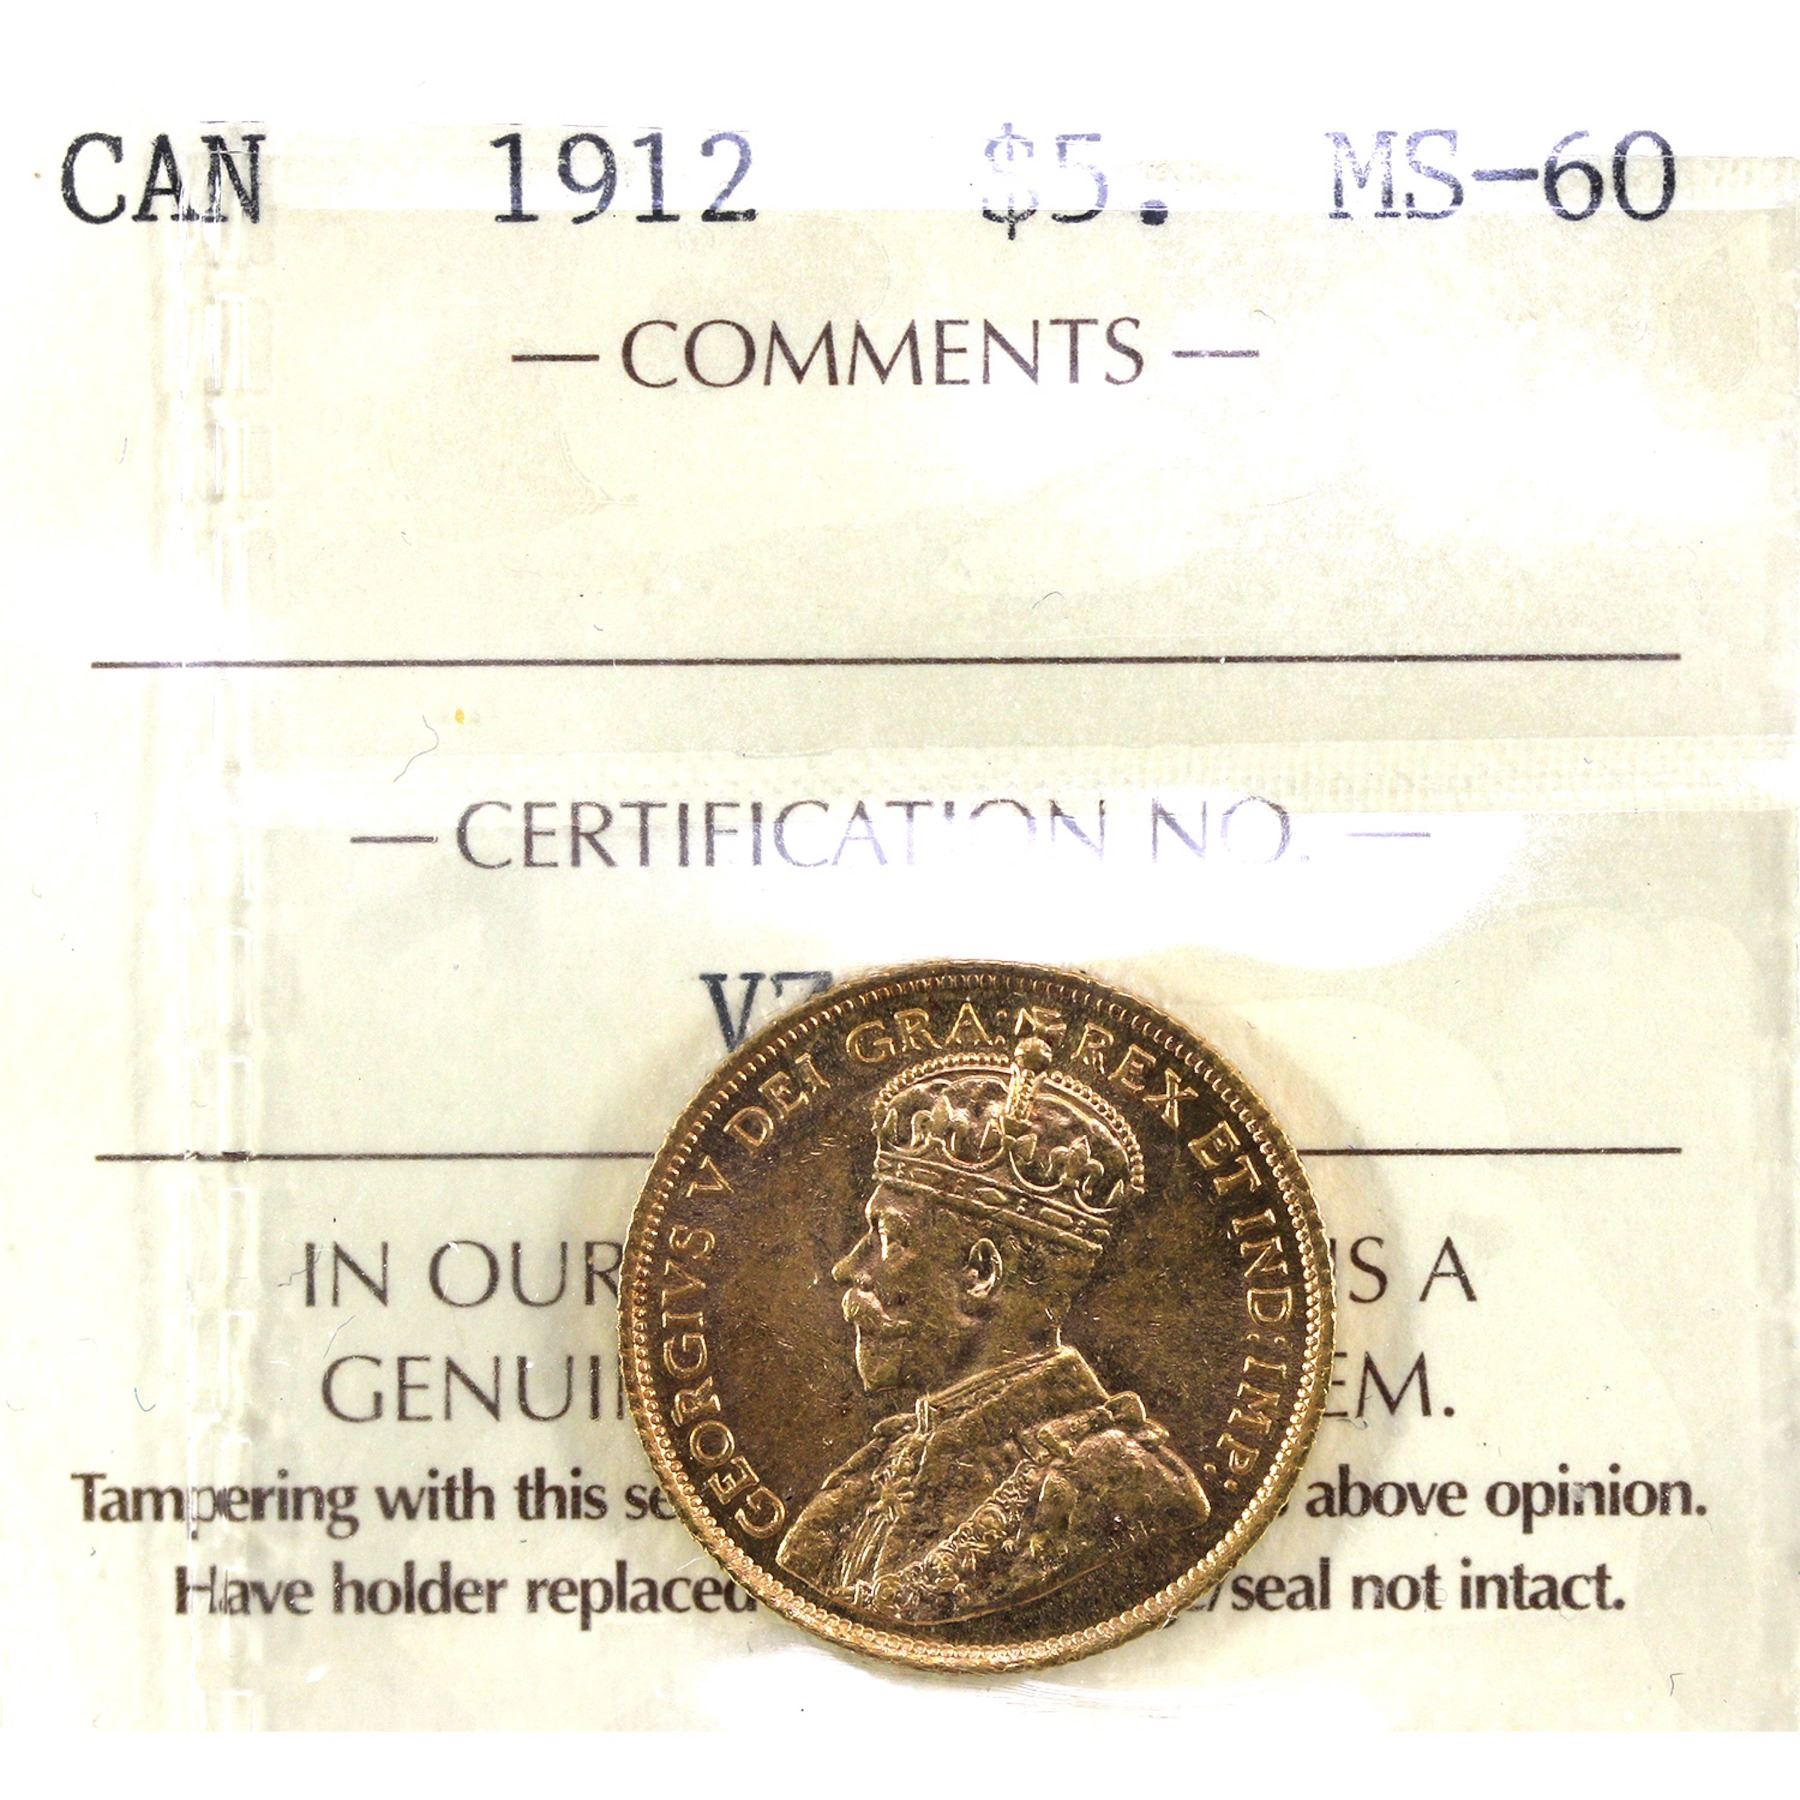 CAN 1912 $5. MS-60
— COMMENTS —
— CERTIFICATION NO. —
GEORGIVS V DEI GRA: REX ET IND: IMP:
IN OUR IS A
GENUI EM.
Tampering with this se above opinion.
Have holder replaced /seal not intact.